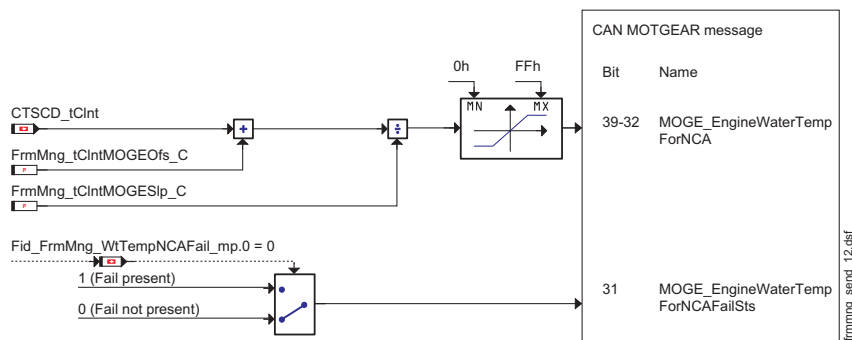 CAN MOTGEAR message
0h FFh
Bit Name
MN MX
CTSCD_tClnt
39-32 MOGE_EngineWaterTemp
ForNCA
FrmMng_tClntMOGEOfs_C
P
FrmMng_tClntMOGESlp_C
P
Fid_FrmMng_WtTempNCAFail_mp.0 = 0
1 (Fail present)
31 MOGE_EngineWaterTemp
ForNCAFailSts
0 (Fail not present)
frmmng_send_12.dsf